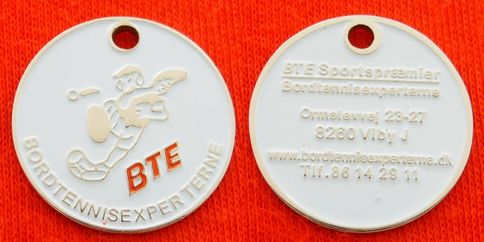 BTE
BORDTENNISEXPERTERNE
BTE Sportspræmier
Bordtennisexperterne
Ormslevvej 23-27
8260 Viby J
www.bordtennisexperterne.dk
Tlf. 86 14 29 11